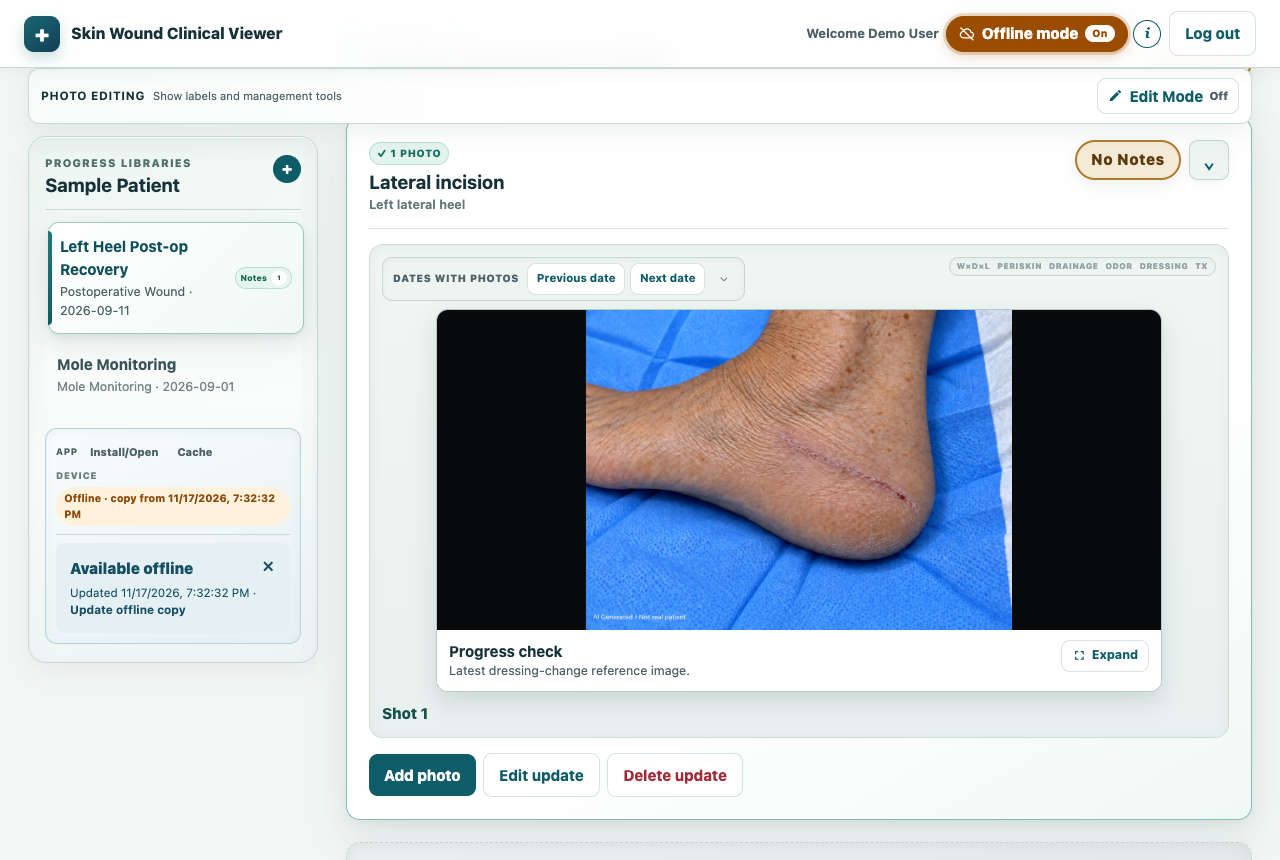 Skin Wound Clinical Viewer
Welcome Demo User
Offline mode On
i
Log out
PHOTO EDITING Show labels and management tools
Edit Mode Off
PROGRESS LIBRARIES
Sample Patient
Left Heel Post-op
Recovery
Notes 1
Postoperative Wound ·
2026-09-11
Mole Monitoring
Mole Monitoring · 2026-09-01
APP Install/Open Cache
DEVICE
Offline · copy from 11/17/2026, 7:32:32
PM
Available offline
Updated 11/17/2026, 7:32:32 PM ·
Update offline copy
1 PHOTO
Lateral incision
Left lateral heel
No Notes
DATES WITH PHOTOS Previous date Next date
W×D×L PERISKIN DRAINAGE ODOR DRESSING TX
AI Generated / Not real patient
Progress check
Latest dressing-change reference image.
Expand
Shot 1
Add photo Edit update Delete update